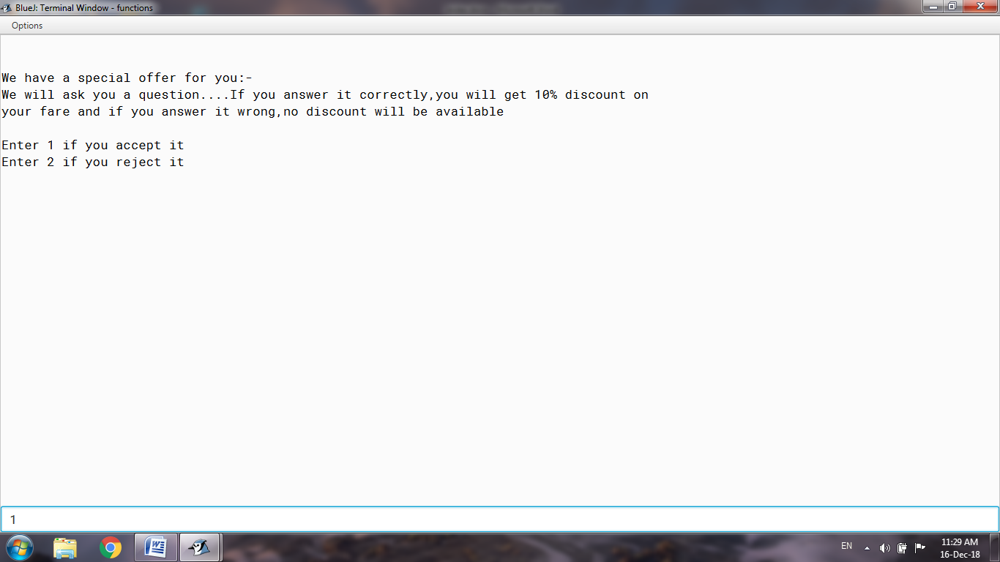 BlueJ: Terminal Window - functions
Options
We have a special offer for you:-
We will ask you a question....If you answer it correctly,you will get 10% discount on
your fare and if you answer it wrong,no discount will be available
Enter 1 if you accept it
Enter 2 if you reject it
1
EN
11:29 AM
16-Dec-18